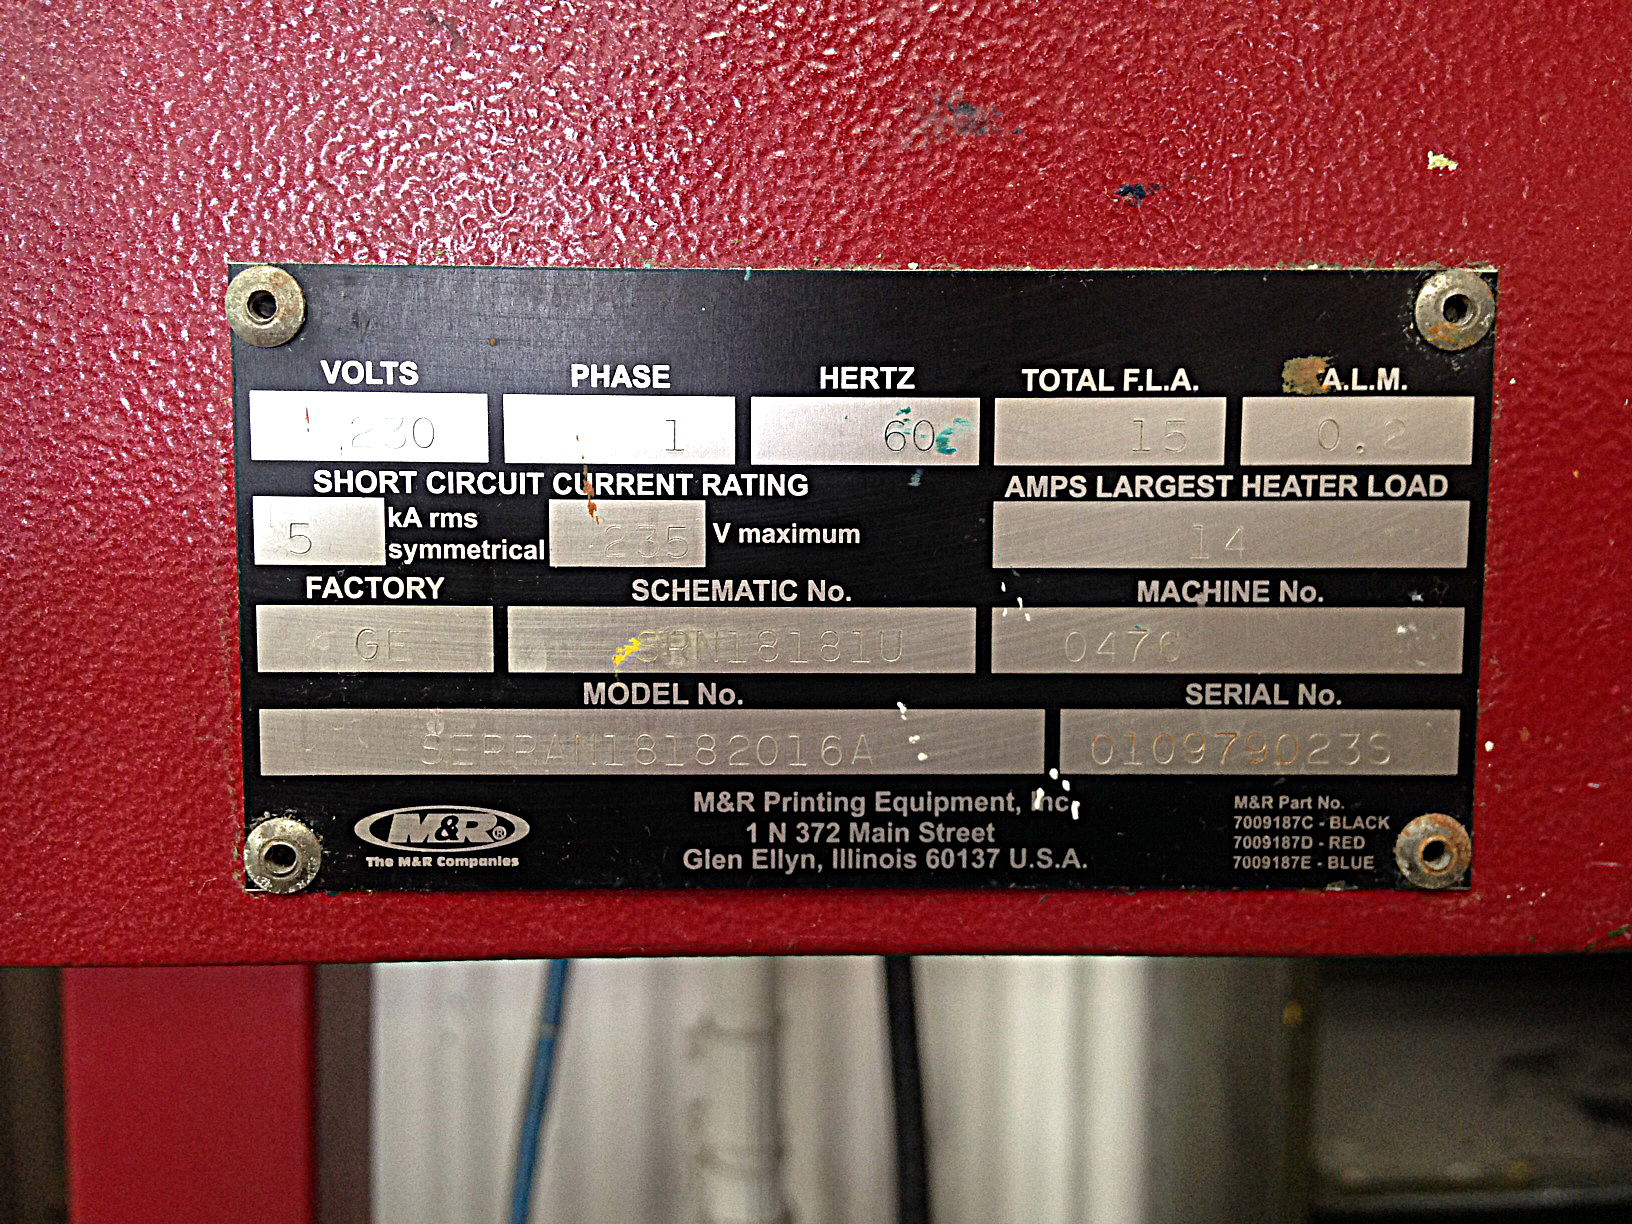 VOLTS PHASE HERTZ TOTAL F.L.A. A.L.M.
230 1 60 15 0.2
SHORT CIRCUIT CURRENT RATING AMPS LARGEST HEATER LOAD
5 kA rms symmetrical 235 V maximum 14
FACTORY SCHEMATIC No. MACHINE No.
GE SRN18181U 0476
MODEL No. SERIAL No.
SERRAN18182016A 010979023S
M&R®
The M&R Companies
M&R Printing Equipment, Inc.
1 N 372 Main Street
Glen Ellyn, Illinois 60137 U.S.A.
M&R Part No.
7009187C - BLACK
7009187D - RED
7009187E - BLUE